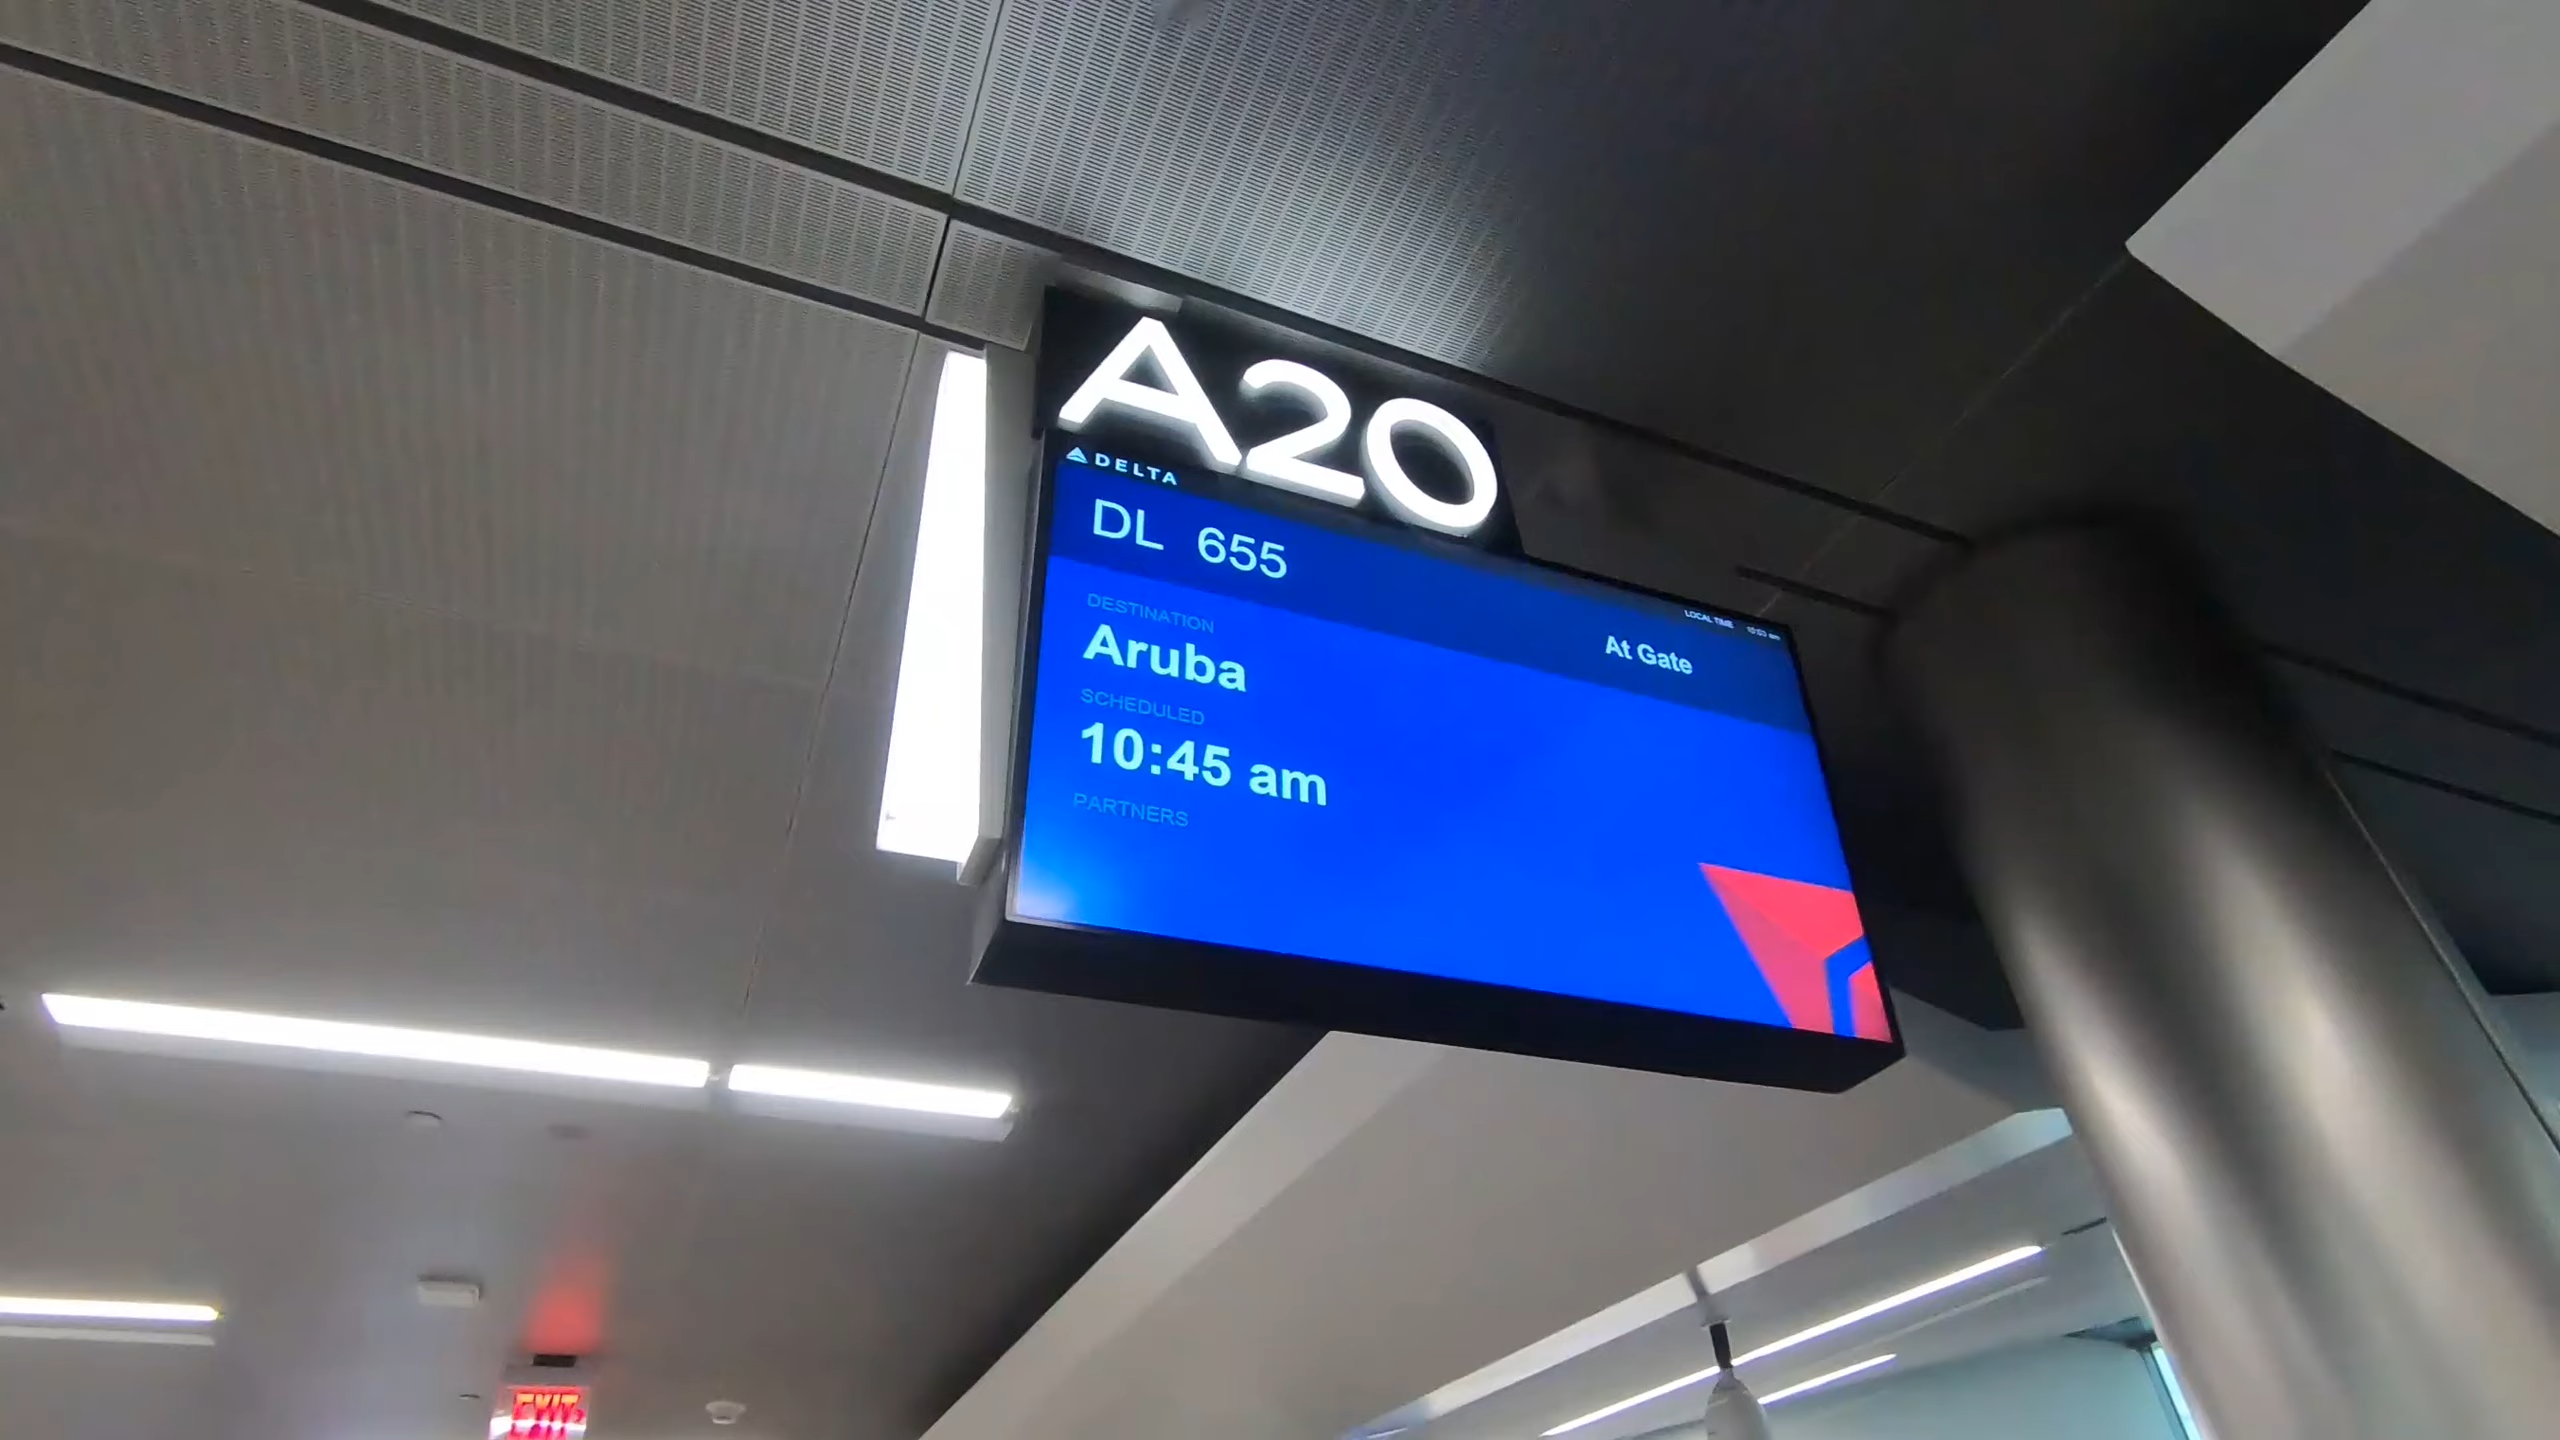 A20
DELTA
DL 655
LOCAL TIME
At Gate
DESTINATION
Aruba
SCHEDULED
10:45 am
PARTNERS
EXIT